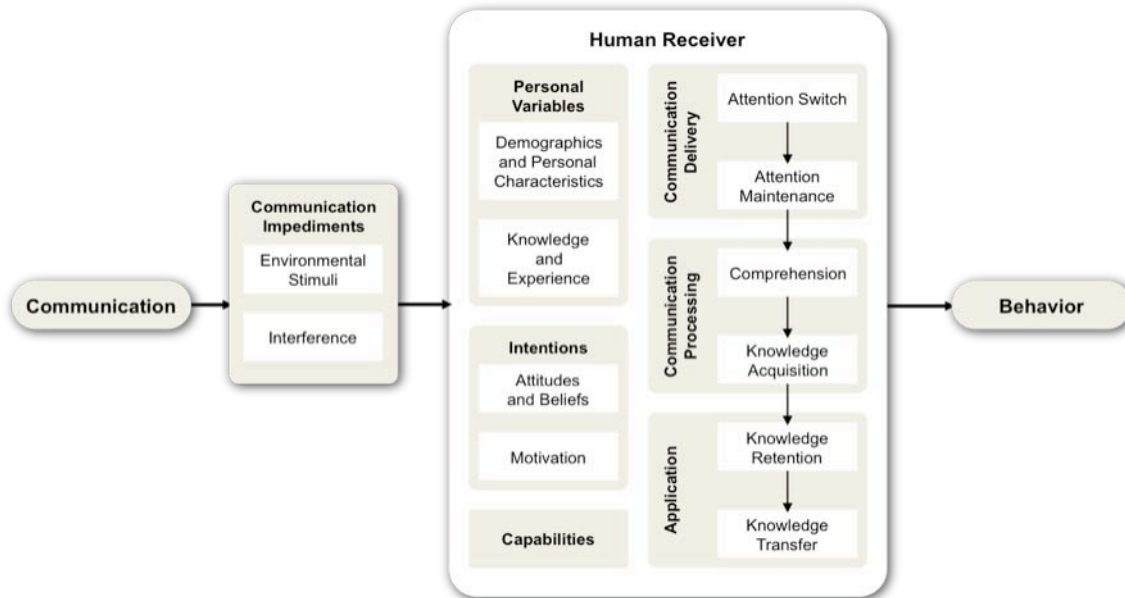 Communication
Communication
Impediments
Environmental
Stimuli
Interference
Human Receiver
Personal
Variables
Demographics
and Personal
Characteristics
Knowledge
and
Experience
Intentions
Attitudes
and Beliefs
Motivation
Capabilities
Communication
Delivery
Attention Switch
Attention
Maintenance
Communication
Processing
Comprehension
Knowledge
Acquisition
Application
Knowledge
Retention
Knowledge
Transfer
Behavior